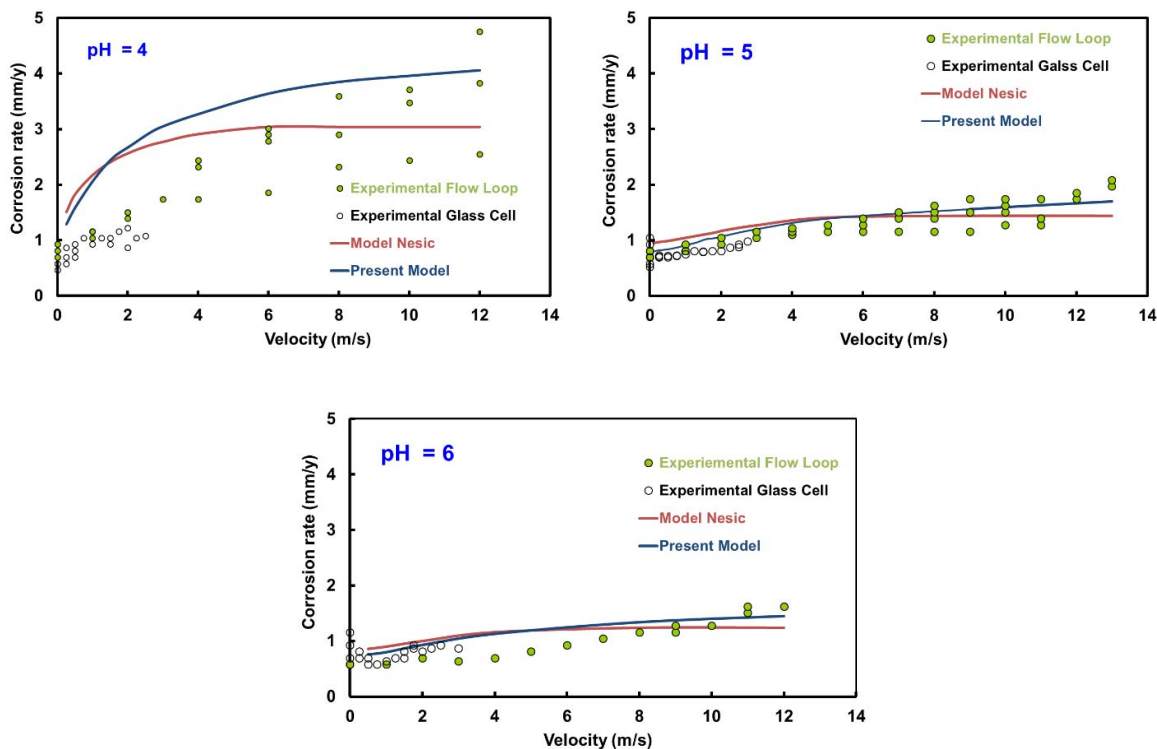 pH = 4
Corrosion rate (mm/y)
5
4
3
2
1
0
Experimental Flow Loop
Experimental Glass Cell
Model Nesic
Present Model
0 2 4 6 8 10 12 14
Velocity (m/s)
pH = 5
Corrosion rate (mm/y)
5
4
3
2
1
0
Experimental Flow Loop
Experimental Galss Cell
Model Nesic
Present Model
0 2 4 6 8 10 12 14
Velocity (m/s)
pH = 6
Corrosion rate (mm/y)
5
4
3
2
1
0
Experiemental Flow Loop
Experimental Glass Cell
Model Nesic
Present Model
0 2 4 6 8 10 12 14
Velocity (m/s)